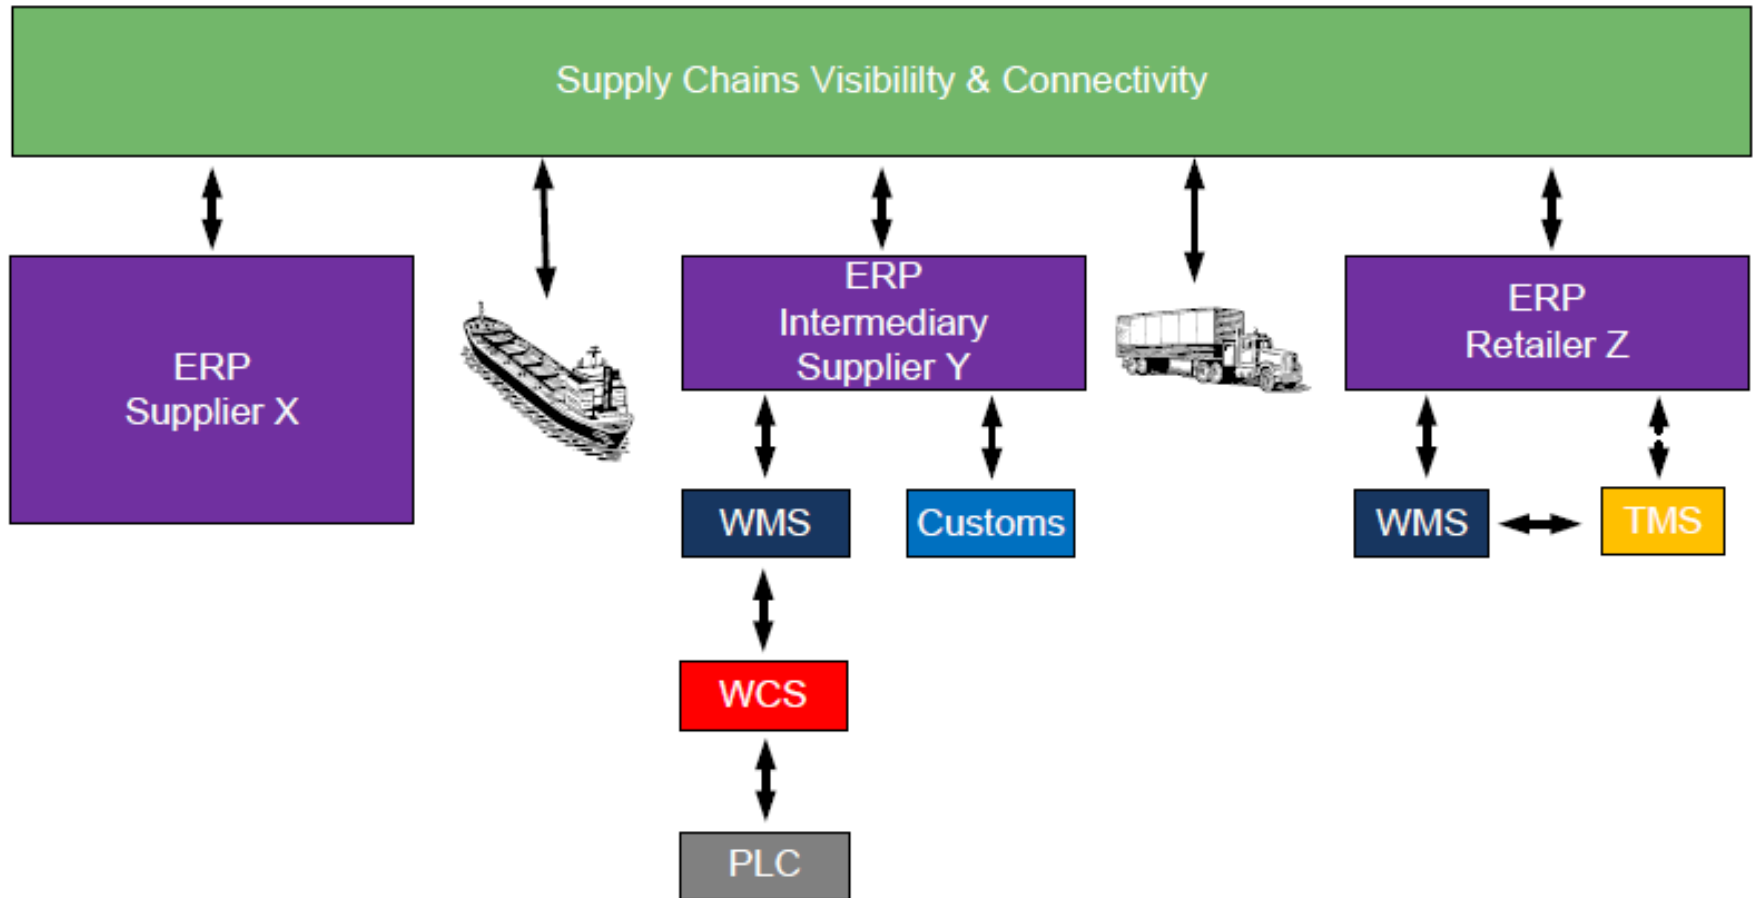 Supply Chains Visibililty & Connectivity
ERP
Supplier X
ERP
Intermediary
Supplier Y
ERP
Retailer Z
WMS
Customs
WMS
TMS
WCS
PLC